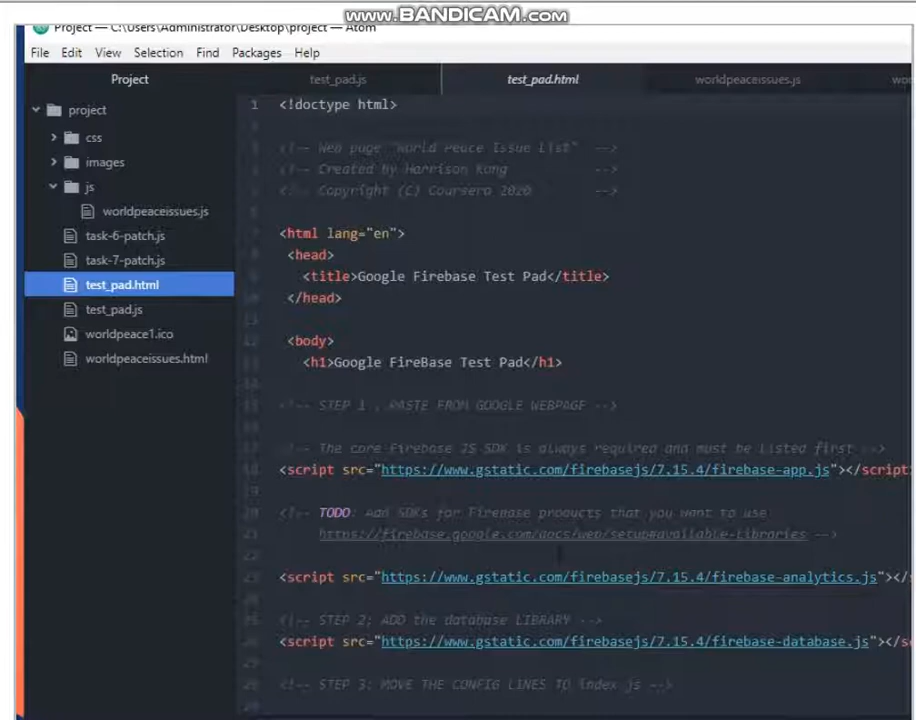 www.BANDICAM.com
Project — C:\Users\Administrator\Desktop\project — Atom
File Edit View Selection Find Packages Help
Project test_pad.js test_pad.html worldpeaceissues.js wo
project
css
images
js
worldpeaceissues.js
task-6-patch.js
task-7-patch.js
test_pad.html
test_pad.js
worldpeace1.ico
worldpeaceissues.html
1 <!doctype html>
<!-- Web page "World Peace Issue List" -->
<!-- Created by Harrison Kong -->
<!-- Copyright (C) Coursera 2020 -->
<html lang="en">
<head>
<title>Google Firebase Test Pad</title>
</head>
<body>
<h1>Google FireBase Test Pad</h1>
<!-- STEP 1 . PASTE FROM GOOGLE WEBPAGE -->
<!-- The core Firebase JS SDK is always required and must be listed first -->
<script src="https://www.gstatic.com/firebasejs/7.15.4/firebase-app.js"></script
<!-- TODO: Add SDKs for Firebase products that you want to use
https://firebase.google.com/docs/web/setup#available-libraries -->
<script src="https://www.gstatic.com/firebasejs/7.15.4/firebase-analytics.js"></
<!-- STEP 2: ADD the database LIBRARY -->
<script src="https://www.gstatic.com/firebasejs/7.15.4/firebase-database.js"></s
<!-- STEP 3: MOVE THE CONFIG LINES TO index js -->